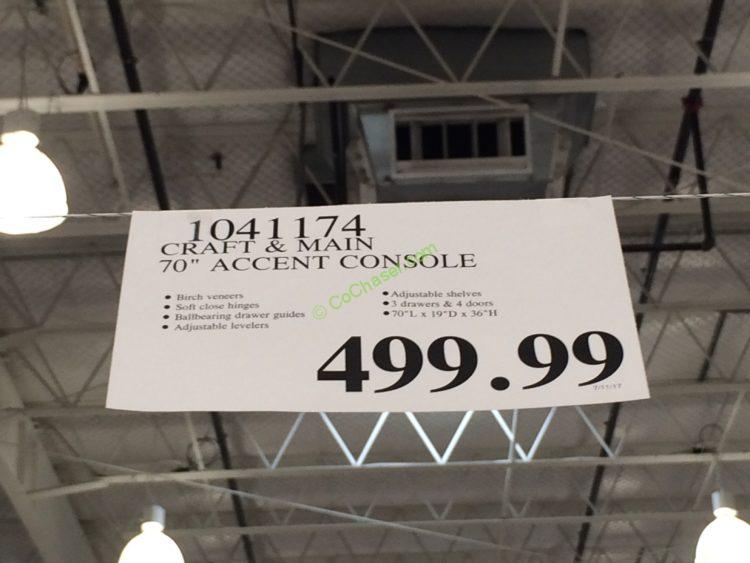 1041174
CRAFT & MAIN
70" ACCENT CONSOLE
• Birch veneers
• Soft close hinges
• Ballbearing drawer guides
• Adjustable levelers
• Adjustable shelves
• 3 drawers & 4 doors
• 70"L x 19"D x 36"H
© CoChaser.com
499.99